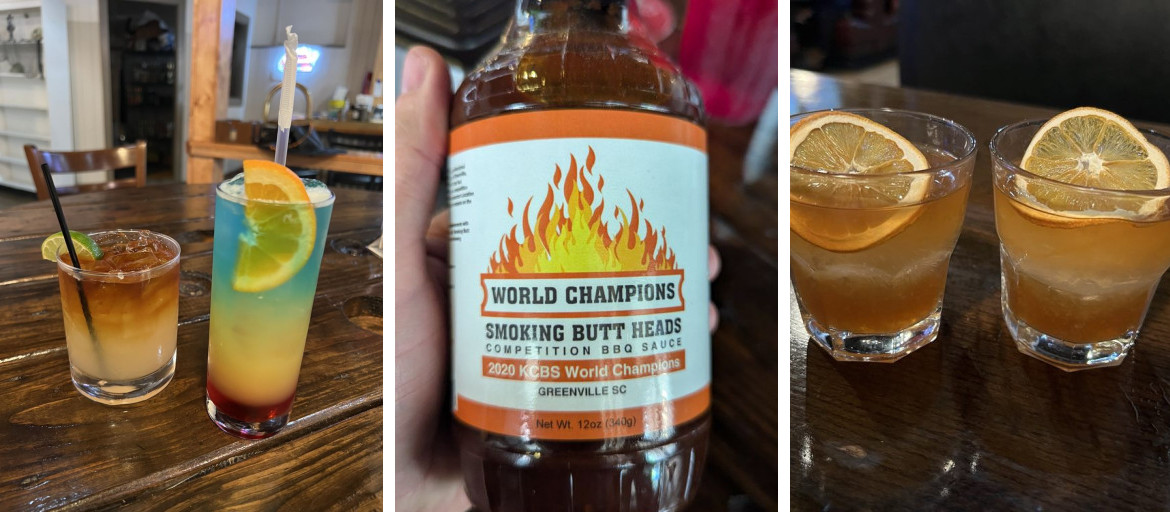 WORLD CHAMPIONS
SMOKING BUTT HEADS
COMPETITION BBQ SAUCE
2020 KCBS World Champions
GREENVILLE SC
Net Wt. 12oz (340g)